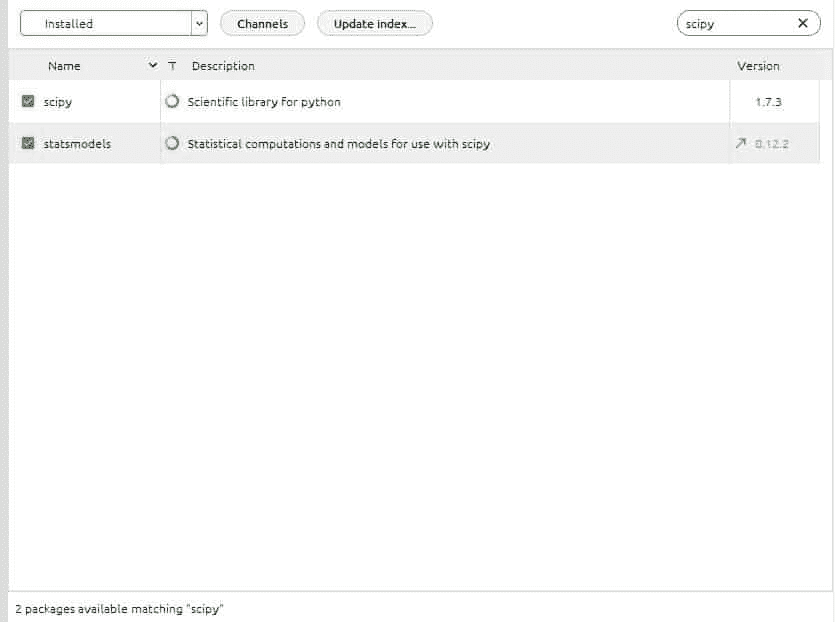 Installed Channels Update index... scipy
Name T Description Version
scipy Scientific library for python 1.7.3
statsmodels Statistical computations and models for use with scipy 0.12.2
2 packages available matching "scipy"